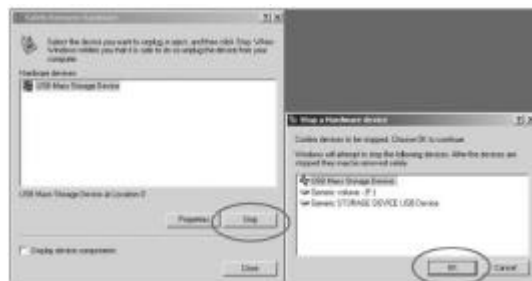 Safely Remove Hardware
Select the device you want to unplug or eject, and then click Stop. When
Windows notifies you that it is safe to do so unplug the device from your
computer.
Hardware devices:
USB Mass Storage Device
USB Mass Storage Device at Location 0
Properties
Stop
Display device components
Close
Stop a Hardware device
Confirm devices to be stopped. Choose OK to continue.
Windows will attempt to stop the following devices. After the devices are
stopped they may be removed safely.
USB Mass Storage Device
Generic volume - (F:)
Generic STORAGE DEVICE USB Device
OK
Cancel